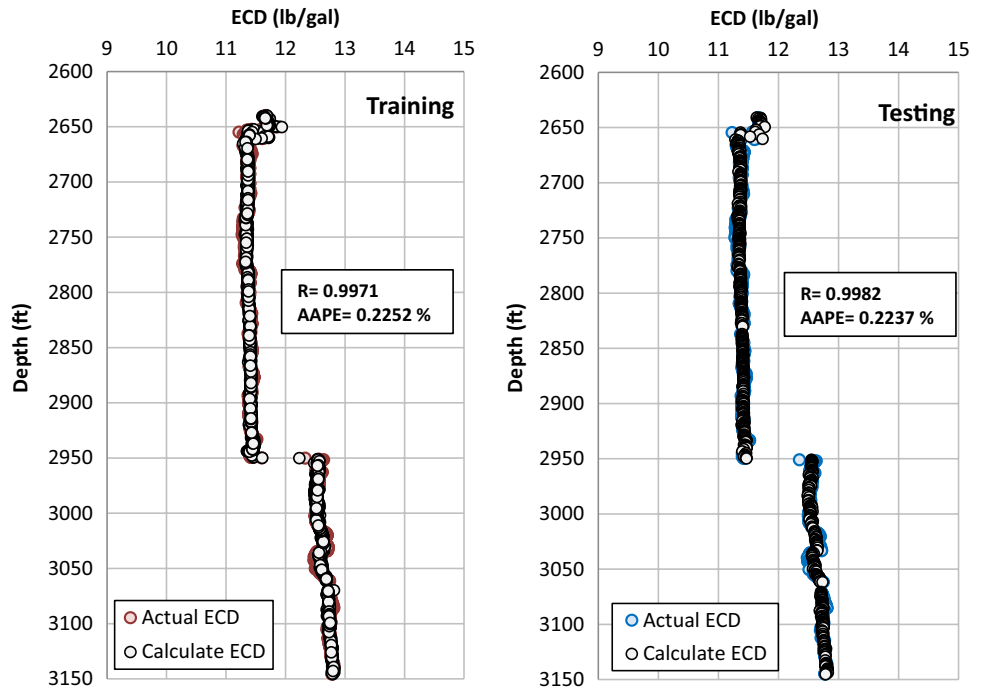 ECD (lb/gal)
9 10 11 12 13 14 15
2600
2650
2700
2750
2800
2850
2900
2950
3000
3050
3100
3150
Depth (ft)
Training
R= 0.9971
AAPE= 0.2252 %
Actual ECD
Calculate ECD
ECD (lb/gal)
9 10 11 12 13 14 15
2600
2650
2700
2750
2800
2850
2900
2950
3000
3050
3100
3150
Depth (ft)
Testing
R= 0.9982
AAPE= 0.2237 %
Actual ECD
Calculate ECD